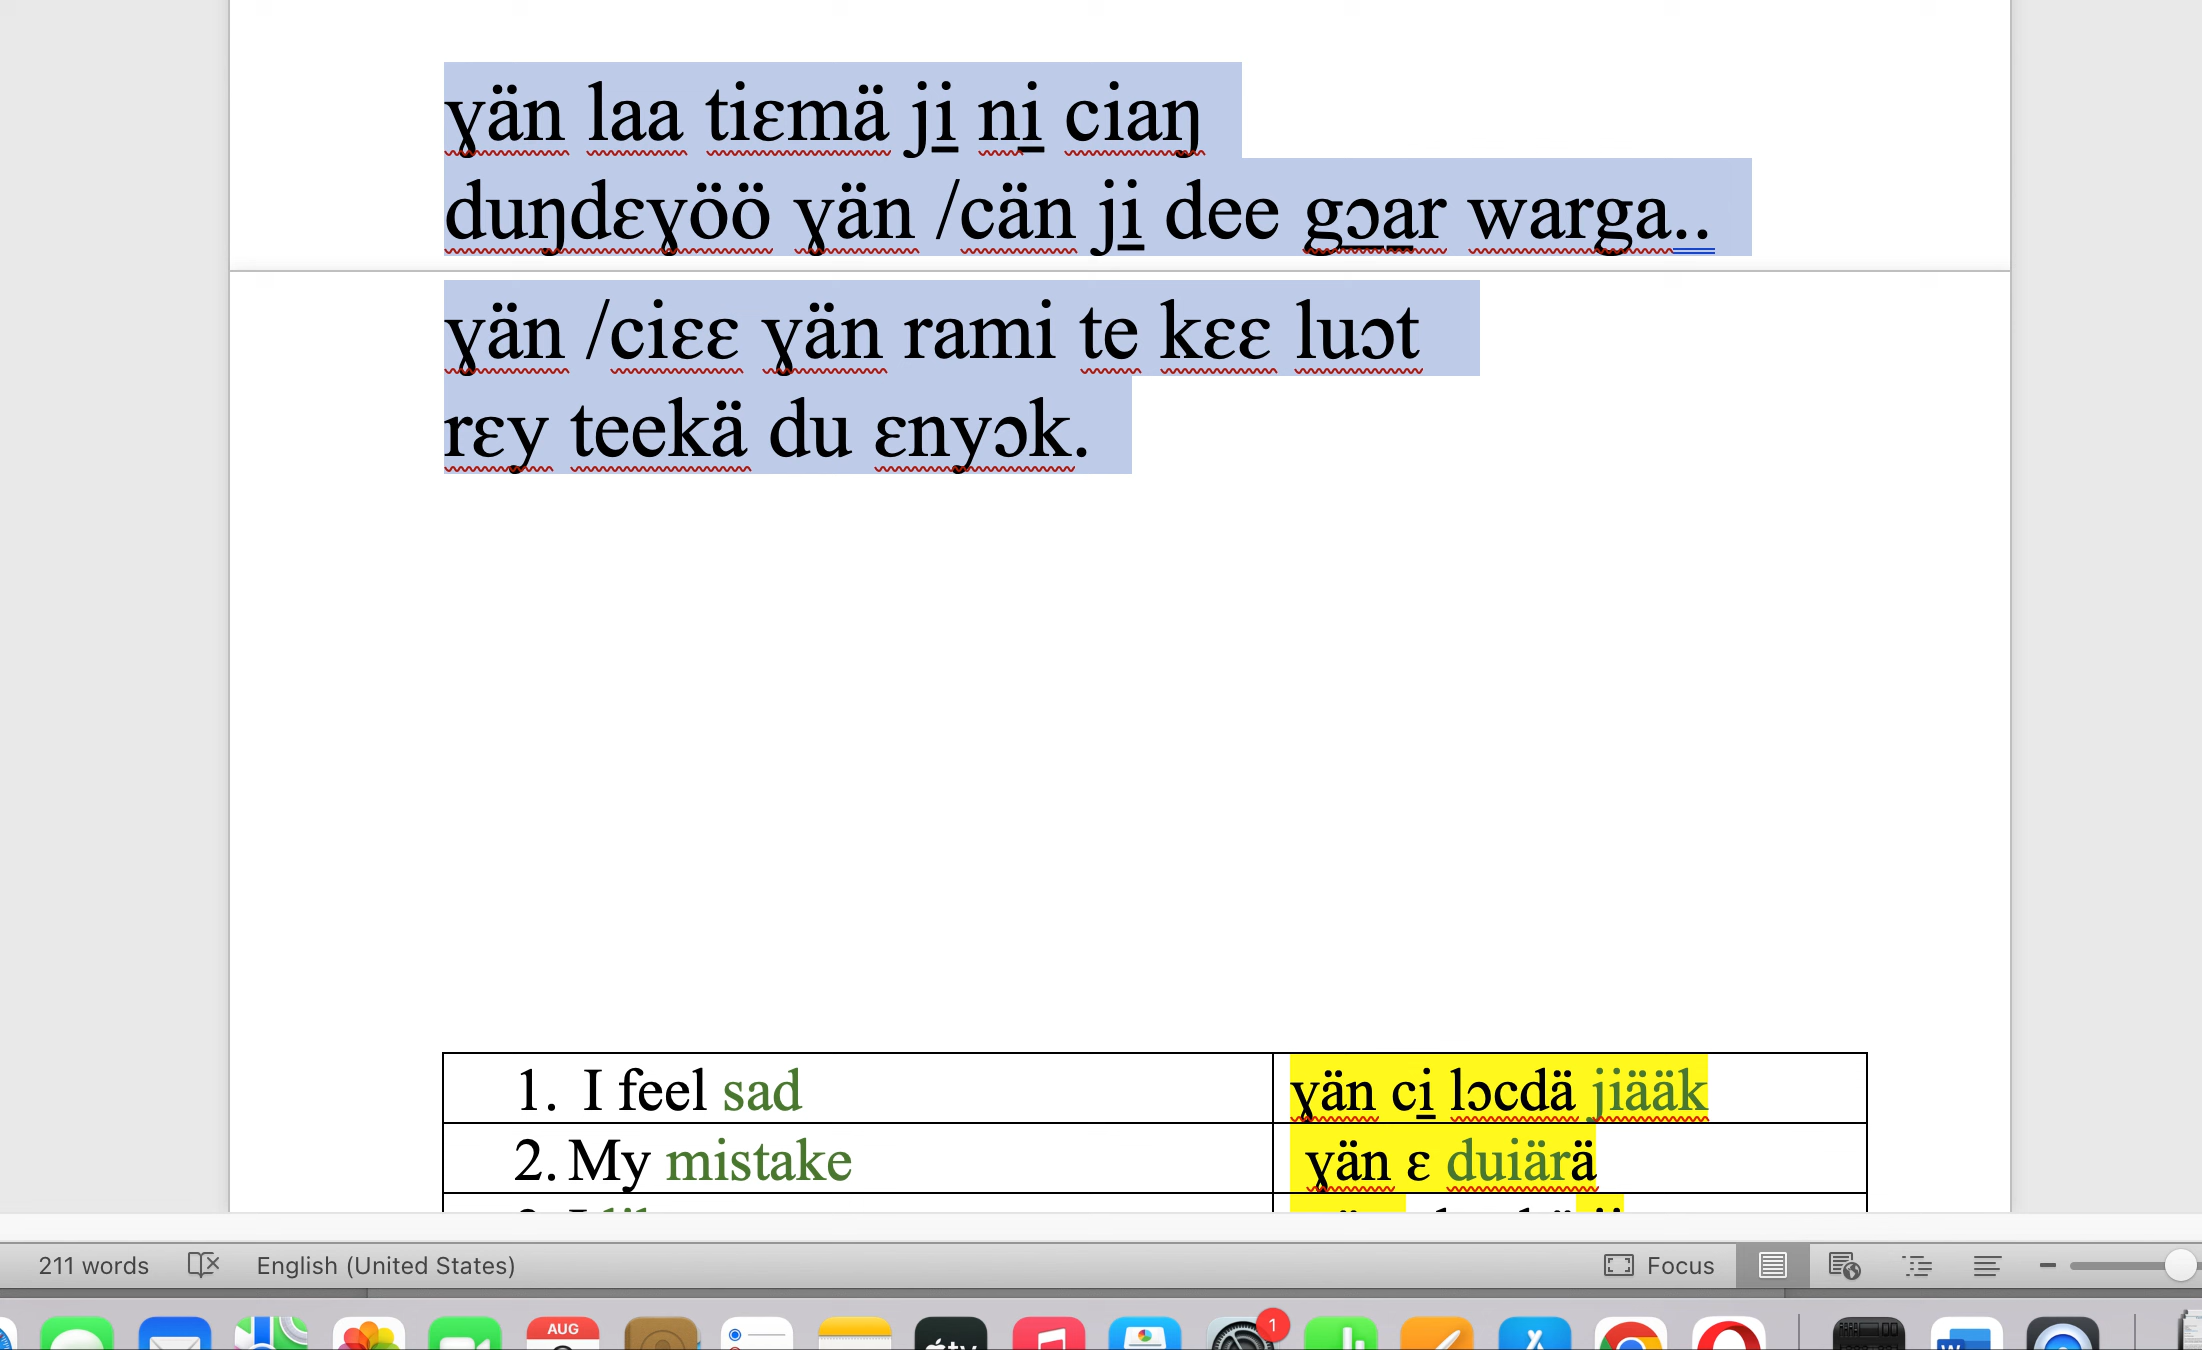 ɣän laa tiɛmä ji̱ ni̱ ciaŋ
duŋdɛɣöö ɣän /cän ji̱ dee gɔ̱a̱r warga..
ɣän /ciɛɛ ɣän rami te kɛɛ luɔt
rɛy teekä du ɛnyɔk.
1. I feel sad ɣän ci̱ lɔcdä jiääk
2. My mistake ɣän ɛ duiärä
211 words English (United States) Focus
AUG 1
tv